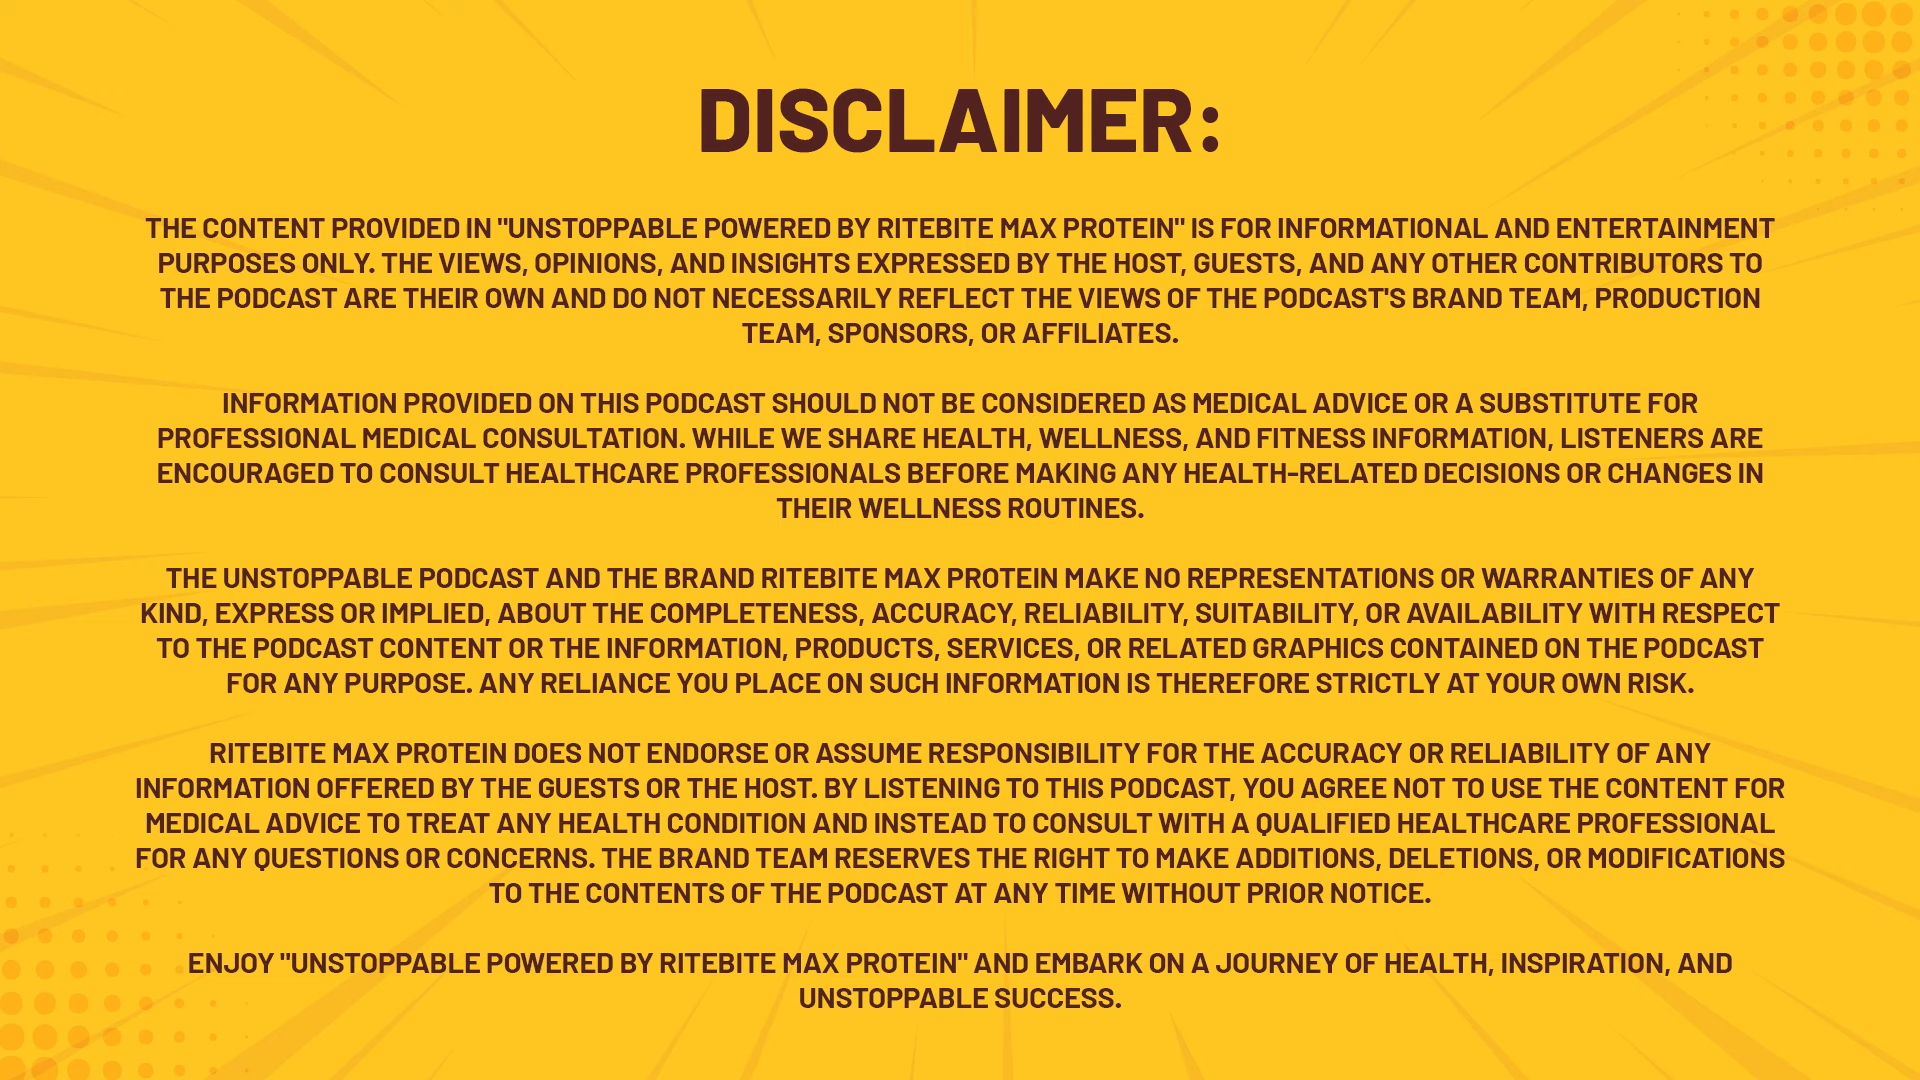 DISCLAIMER:
THE CONTENT PROVIDED IN "UNSTOPPABLE POWERED BY RITEBITE MAX PROTEIN" IS FOR INFORMATIONAL AND ENTERTAINMENT
PURPOSES ONLY. THE VIEWS, OPINIONS, AND INSIGHTS EXPRESSED BY THE HOST, GUESTS, AND ANY OTHER CONTRIBUTORS TO
THE PODCAST ARE THEIR OWN AND DO NOT NECESSARILY REFLECT THE VIEWS OF THE PODCAST'S BRAND TEAM, PRODUCTION
TEAM, SPONSORS, OR AFFILIATES.
INFORMATION PROVIDED ON THIS PODCAST SHOULD NOT BE CONSIDERED AS MEDICAL ADVICE OR A SUBSTITUTE FOR
PROFESSIONAL MEDICAL CONSULTATION. WHILE WE SHARE HEALTH, WELLNESS, AND FITNESS INFORMATION, LISTENERS ARE
ENCOURAGED TO CONSULT HEALTHCARE PROFESSIONALS BEFORE MAKING ANY HEALTH-RELATED DECISIONS OR CHANGES IN
THEIR WELLNESS ROUTINES.
THE UNSTOPPABLE PODCAST AND THE BRAND RITEBITE MAX PROTEIN MAKE NO REPRESENTATIONS OR WARRANTIES OF ANY
KIND, EXPRESS OR IMPLIED, ABOUT THE COMPLETENESS, ACCURACY, RELIABILITY, SUITABILITY, OR AVAILABILITY WITH RESPECT
TO THE PODCAST CONTENT OR THE INFORMATION, PRODUCTS, SERVICES, OR RELATED GRAPHICS CONTAINED ON THE PODCAST
FOR ANY PURPOSE. ANY RELIANCE YOU PLACE ON SUCH INFORMATION IS THEREFORE STRICTLY AT YOUR OWN RISK.
RITEBITE MAX PROTEIN DOES NOT ENDORSE OR ASSUME RESPONSIBILITY FOR THE ACCURACY OR RELIABILITY OF ANY
INFORMATION OFFERED BY THE GUESTS OR THE HOST. BY LISTENING TO THIS PODCAST, YOU AGREE NOT TO USE THE CONTENT FOR
MEDICAL ADVICE TO TREAT ANY HEALTH CONDITION AND INSTEAD TO CONSULT WITH A QUALIFIED HEALTHCARE PROFESSIONAL
FOR ANY QUESTIONS OR CONCERNS. THE BRAND TEAM RESERVES THE RIGHT TO MAKE ADDITIONS, DELETIONS, OR MODIFICATIONS
TO THE CONTENTS OF THE PODCAST AT ANY TIME WITHOUT PRIOR NOTICE.
ENJOY "UNSTOPPABLE POWERED BY RITEBITE MAX PROTEIN" AND EMBARK ON A JOURNEY OF HEALTH, INSPIRATION, AND
UNSTOPPABLE SUCCESS.